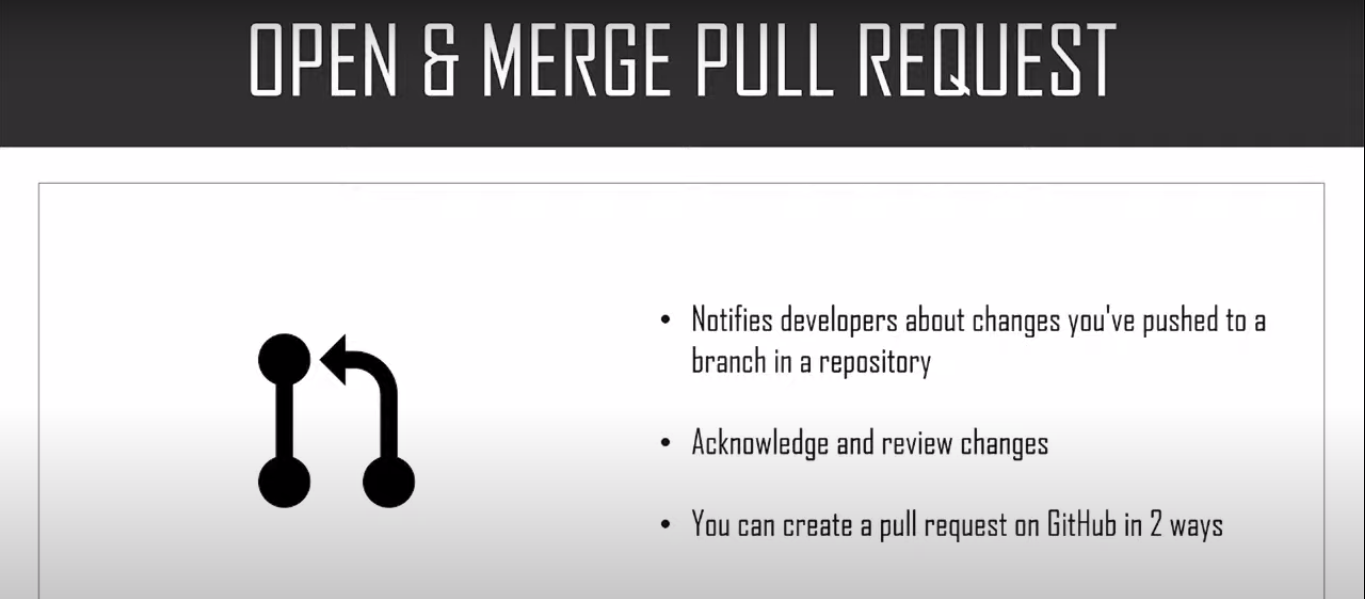 OPEN & MERGE PULL REQUEST
• Notifies developers about changes you've pushed to a
branch in a repository
• Acknowledge and review changes
• You can create a pull request on GitHub in 2 ways